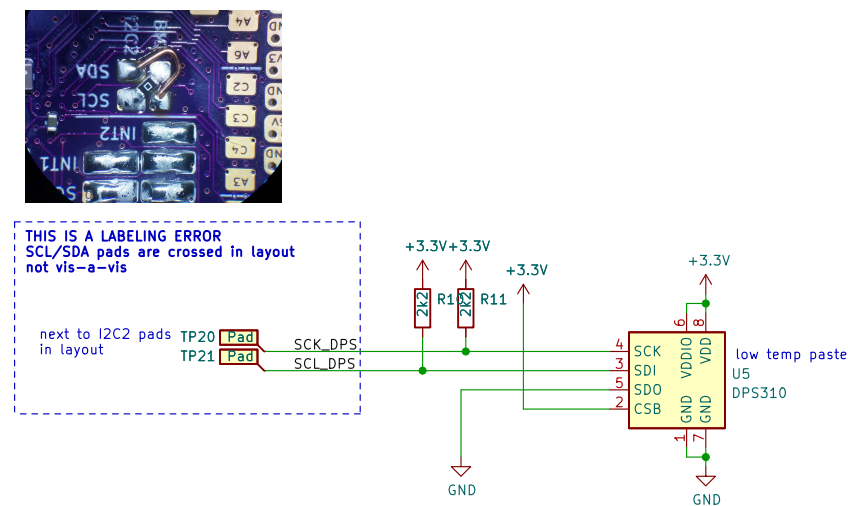 BM
I2C2
A4
A6
SDA
C2
SCL
C3
INT2
C4
INT1
A3
THIS IS A LABELING ERROR
SCL/SDA pads are crossed in layout
not vis-a-vis
next to I2C2 pads
in layout
TP20 Pad
TP21 Pad
SCK_DPS
SCL_DPS
+3.3V
+3.3V
+3.3V
+3.3V
2k2 R10
2k2 R11
4 SCK
3 SDI
5 SDO
2 CSB
6 VDDIO
8 VDD
1 GND
7 GND
low temp paste
U5
DPS310
GND
GND